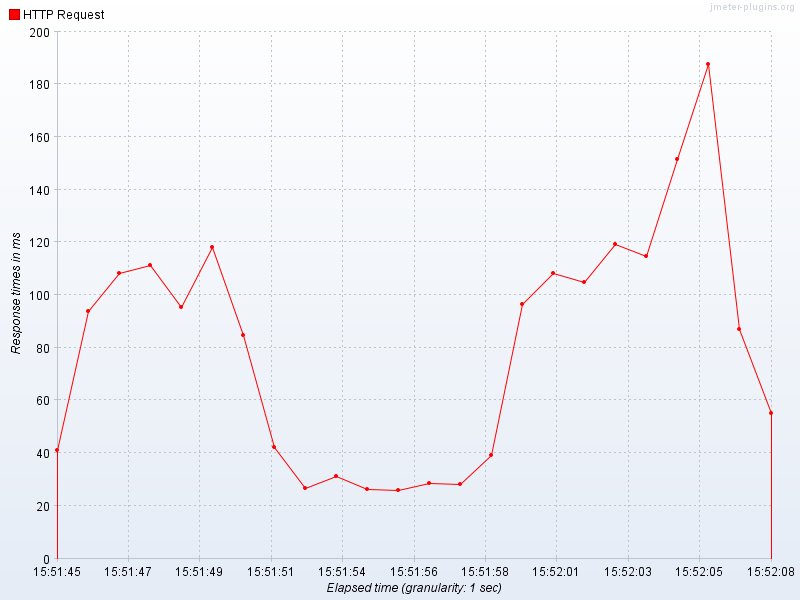 jmeter-plugins.org
HTTP Request
200
180
160
140
120
100
80
60
40
20
0
Response times in ms
15:51:45 15:51:47 15:51:49 15:51:51 15:51:54 15:51:56 15:51:58 15:52:01 15:52:03 15:52:05 15:52:08
Elapsed time (granularity: 1 sec)